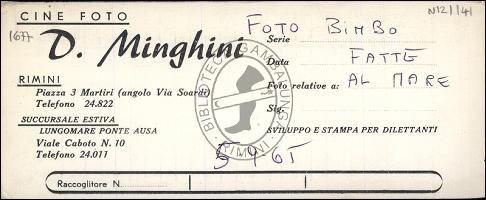 CINE FOTO
1677
D. Minghini
RIMINI
Piazza 3 Martiri (angolo Via Soardi)
Telefono 24.822
SUCCURSALE ESTIVA
LUNGOMARE PONTE AUSA
Viale Caboto N. 10
Telefono 24.011
N12/141
FOTO BIMBO
Serie
Data FATTE
Foto relative a: AL MARE
Sig.
SVILUPPO E STAMPA PER DILETTANTI
BIBLIOTECA GAMBALUNGA
RIMINI
Raccoglitore N.